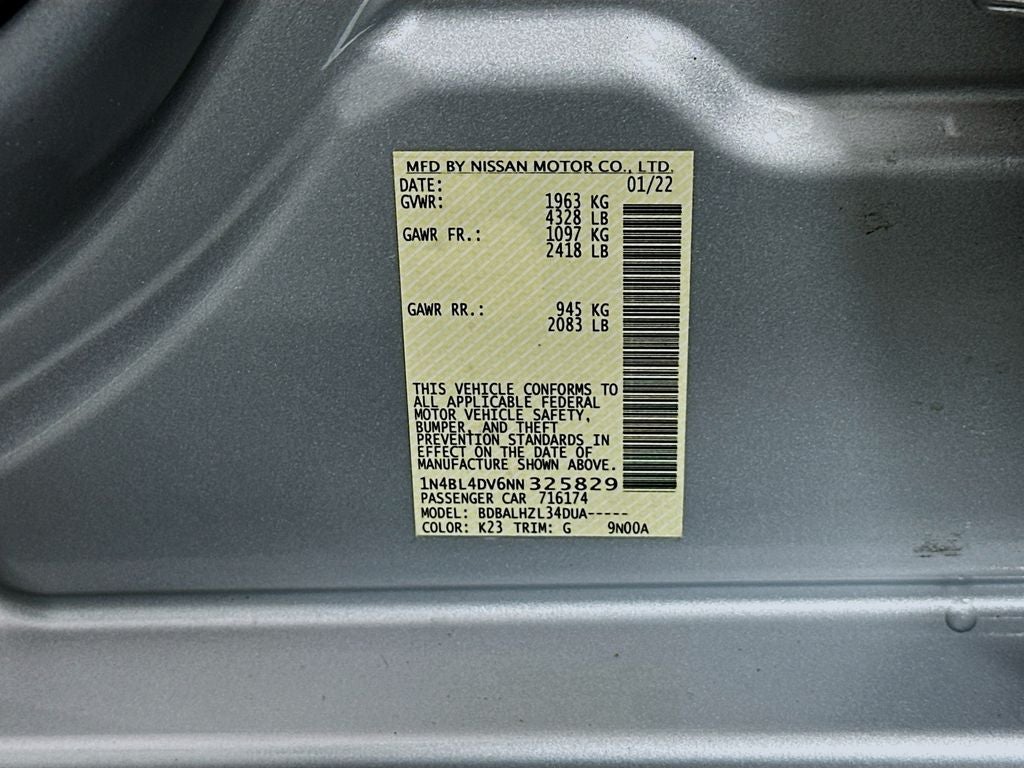 MFD BY NISSAN MOTOR CO., LTD.
DATE: 01/22
GVWR: 1963 KG
4328 LB
GAWR FR.: 1097 KG
2418 LB
GAWR RR.: 945 KG
2083 LB
THIS VEHICLE CONFORMS TO
ALL APPLICABLE FEDERAL
MOTOR VEHICLE SAFETY,
BUMPER, AND THEFT
PREVENTION STANDARDS IN
EFFECT ON THE DATE OF
MANUFACTURE SHOWN ABOVE.
1N4BL4DV6NN325829
PASSENGER CAR 716174
MODEL: BDBALHZL34DUA-----
COLOR: K23 TRIM: G 9N00A